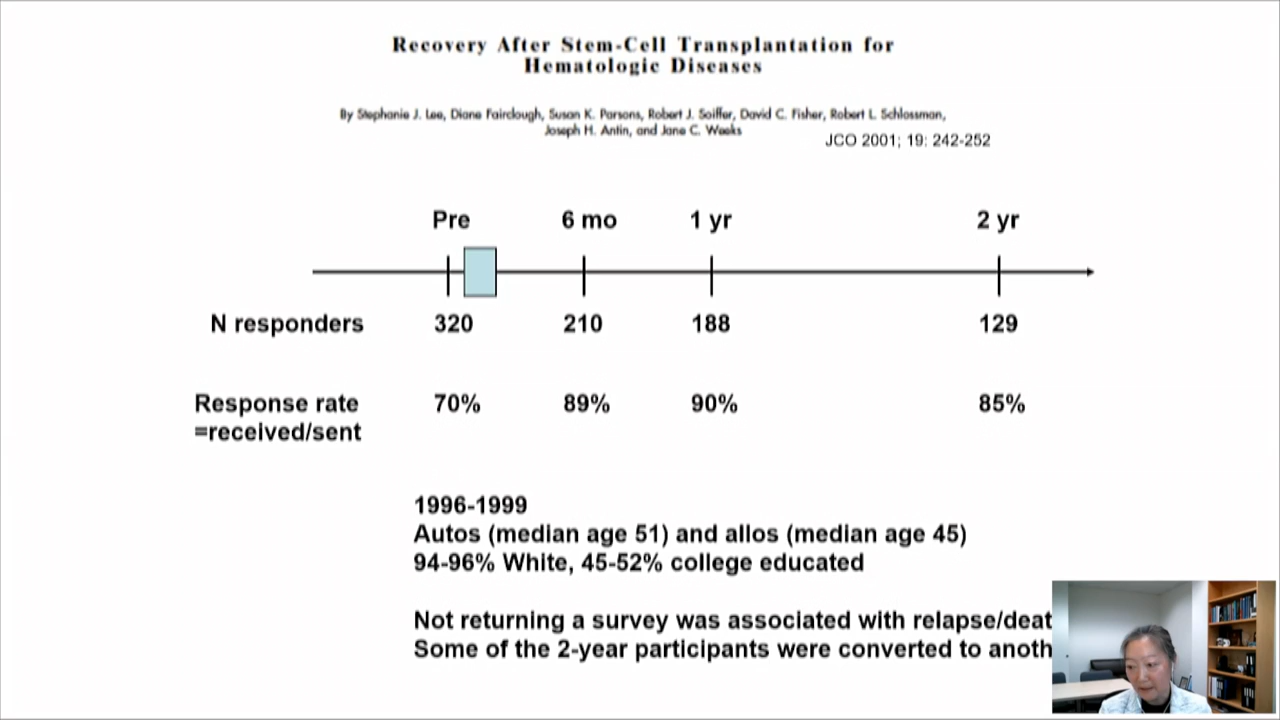 Recovery After Stem-Cell Transplantation for
Hematologic Diseases
By Stephanie J. Lee, Diane Fairclough, Susan K. Parsons, Robert J. Soiffer, David C. Fisher, Robert L. Schlossman,
Joseph H. Antin, and Jane C. Weeks
JCO 2001; 19: 242-252
Pre 6 mo 1 yr 2 yr
N responders 320 210 188 129
Response rate 70% 89% 90% 85%
=received/sent
1996-1999
Autos (median age 51) and allos (median age 45)
94-96% White, 45-52% college educated
Not returning a survey was associated with relapse/deat
Some of the 2-year participants were converted to anoth